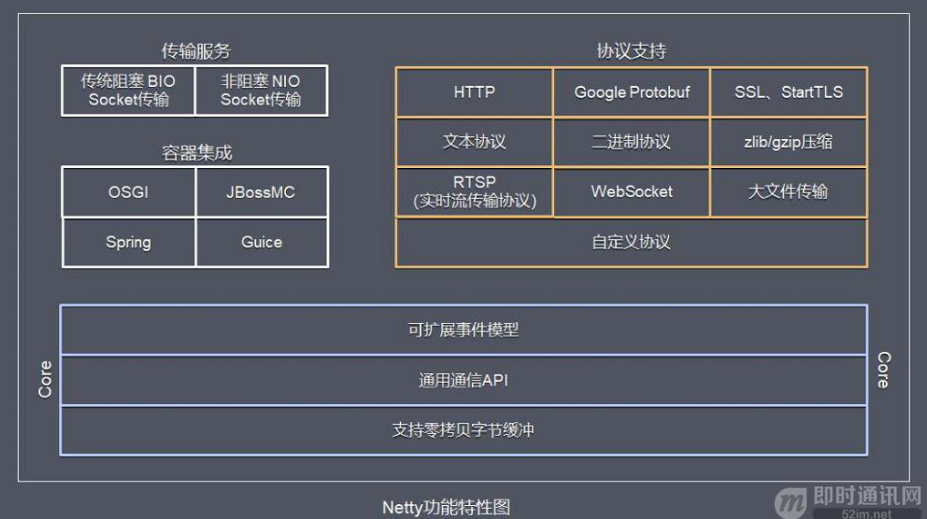 传输服务
传统阻塞 BIO
Socket传输
非阻塞 NIO
Socket传输
容器集成
OSGI
JBossMC
Spring
Guice
协议支持
HTTP
Google Protobuf
SSL、StartTLS
文本协议
二进制协议
zlib/gzip压缩
RTSP
(实时流传输协议)
WebSocket
大文件传输
自定义协议
Core
可扩展事件模型
通用通信API
支持零拷贝字节缓冲
Core
Netty功能特性图
即时通讯网
52im.net